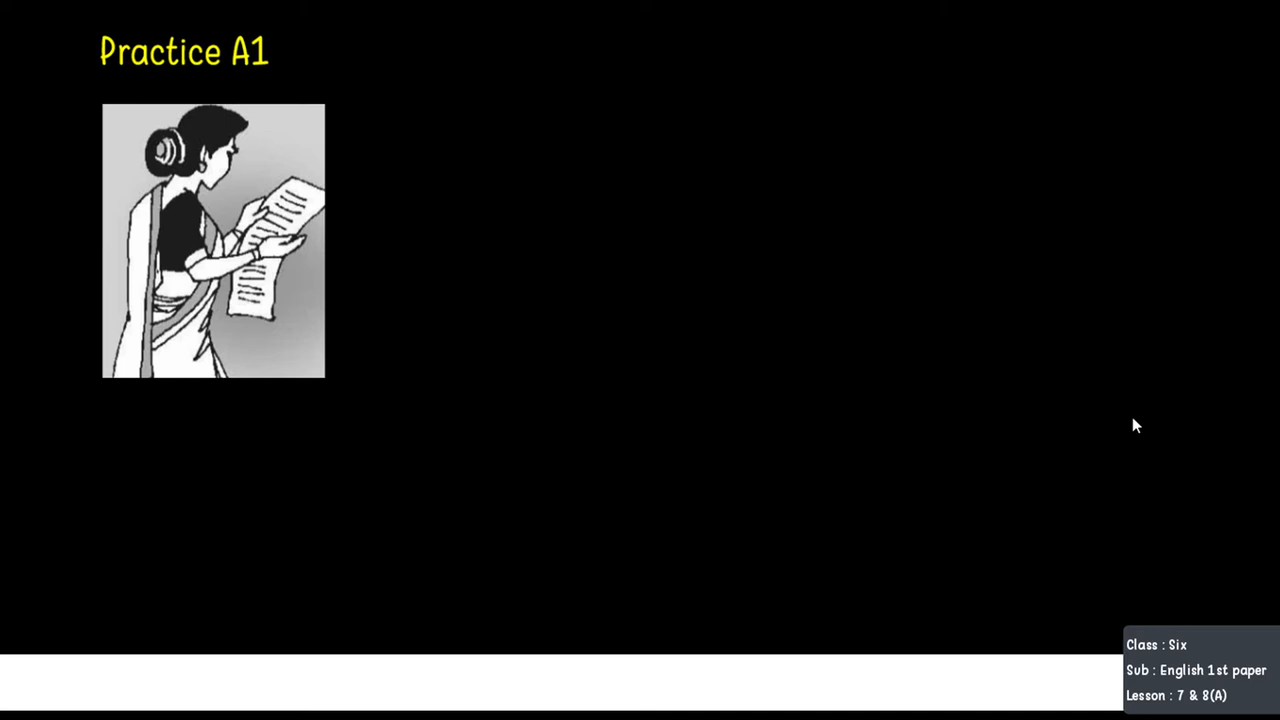 Practice A1
Class : Six
Sub : English 1st paper
Lesson : 7 & 8(A)